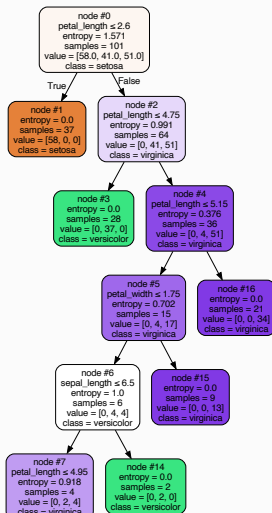 node #0
petal_length ≤ 2.6
entropy = 1.571
samples = 101
value = [58.0, 41.0, 51.0]
class = setosa
True
False
node #1
entropy = 0.0
samples = 37
value = [58, 0, 0]
class = setosa
node #2
petal_length ≤ 4.75
entropy = 0.991
samples = 64
value = [0, 41, 51]
class = virginica
node #3
entropy = 0.0
samples = 28
value = [0, 37, 0]
class = versicolor
node #4
petal_length ≤ 5.15
entropy = 0.376
samples = 36
value = [0, 4, 51]
class = virginica
node #5
petal_width ≤ 1.75
entropy = 0.702
samples = 15
value = [0, 4, 17]
class = virginica
node #16
entropy = 0.0
samples = 21
value = [0, 0, 34]
class = virginica
node #6
sepal_length ≤ 6.5
entropy = 1.0
samples = 6
value = [0, 4, 4]
class = versicolor
node #15
entropy = 0.0
samples = 9
value = [0, 0, 13]
class = virginica
node #7
petal_length ≤ 4.95
entropy = 0.918
samples = 4
value = [0, 2, 4]
class = virginica
node #14
entropy = 0.0
samples = 2
value = [0, 2, 0]
class = versicolor